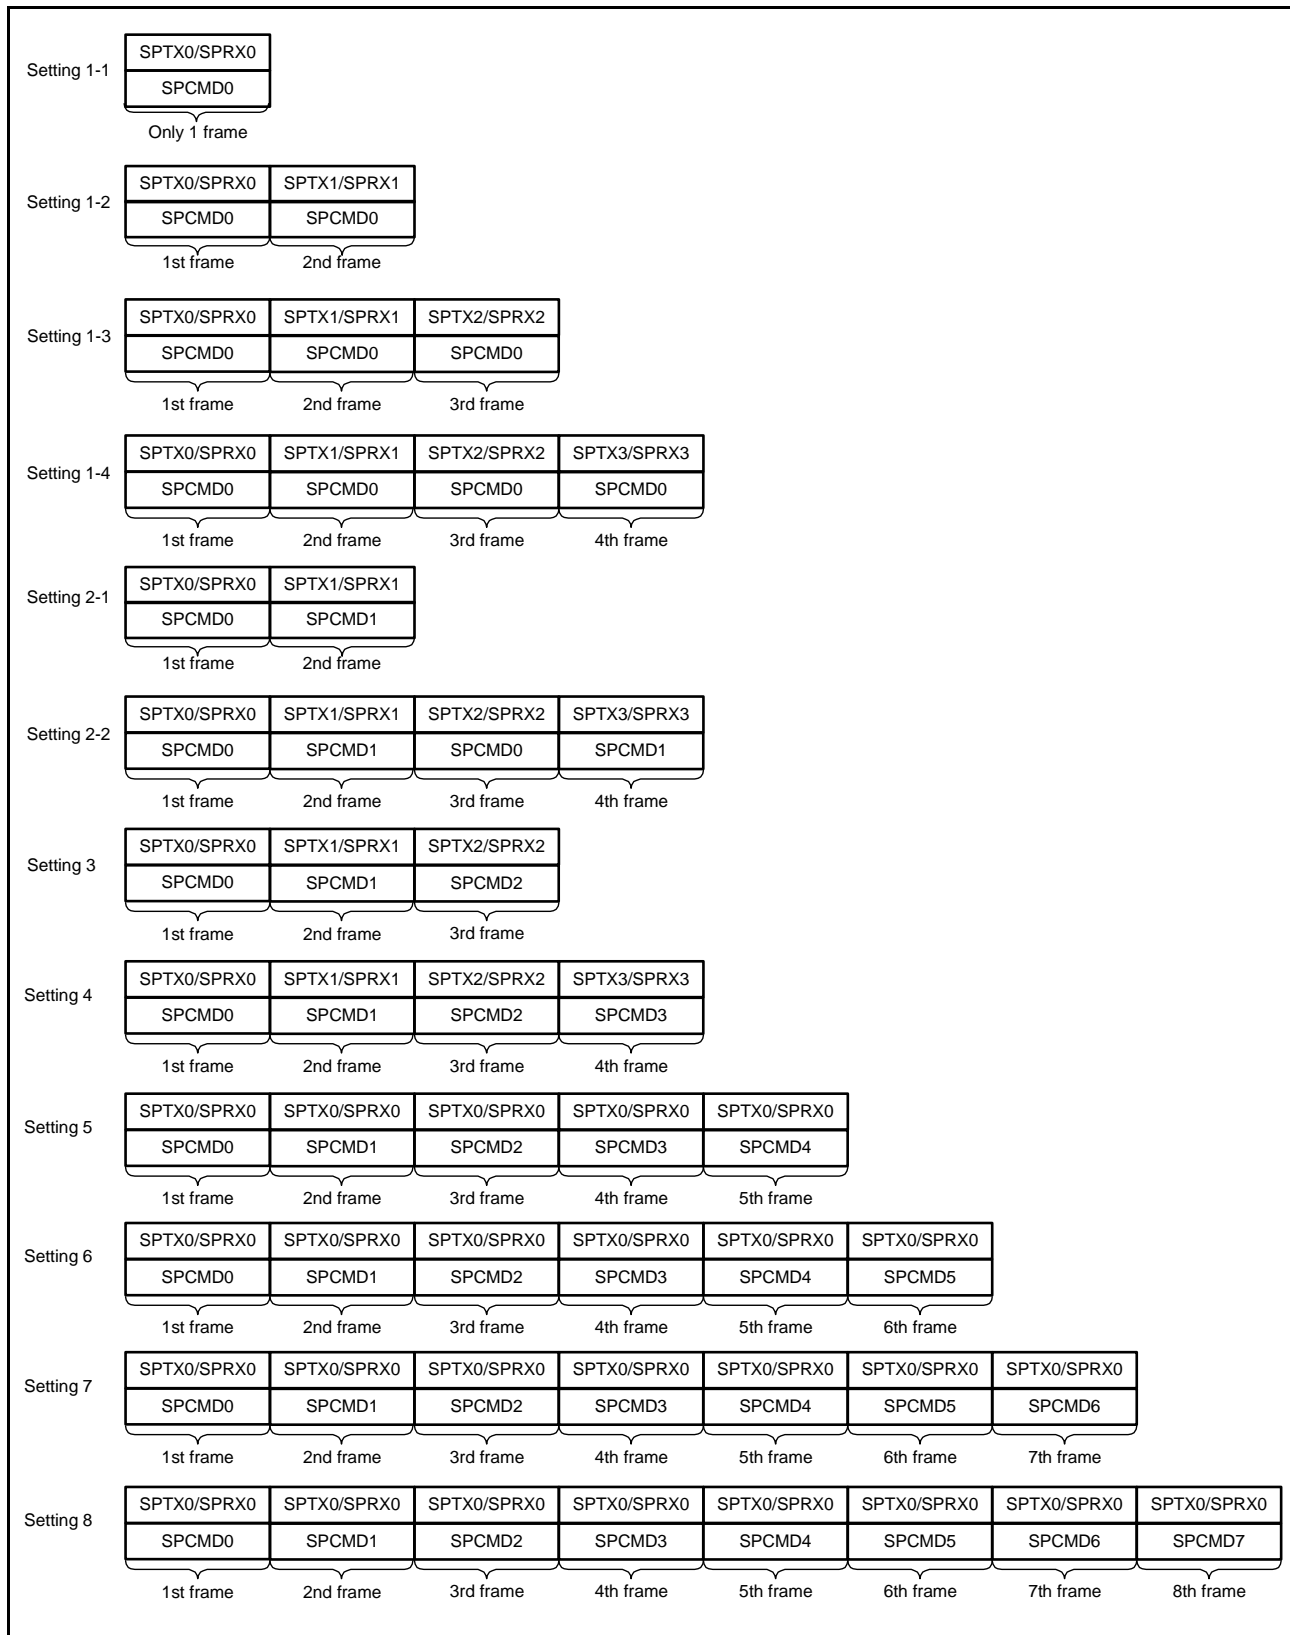 Setting 1-1
SPTX0/SPRX0
SPCMD0
Only 1 frame
Setting 1-2
SPTX0/SPRX0 SPTX1/SPRX1
SPCMD0 SPCMD0
1st frame 2nd frame
Setting 1-3
SPTX0/SPRX0 SPTX1/SPRX1 SPTX2/SPRX2
SPCMD0 SPCMD0 SPCMD0
1st frame 2nd frame 3rd frame
Setting 1-4
SPTX0/SPRX0 SPTX1/SPRX1 SPTX2/SPRX2 SPTX3/SPRX3
SPCMD0 SPCMD0 SPCMD0 SPCMD0
1st frame 2nd frame 3rd frame 4th frame
Setting 2-1
SPTX0/SPRX0 SPTX1/SPRX1
SPCMD0 SPCMD1
1st frame 2nd frame
Setting 2-2
SPTX0/SPRX0 SPTX1/SPRX1 SPTX2/SPRX2 SPTX3/SPRX3
SPCMD0 SPCMD1 SPCMD0 SPCMD1
1st frame 2nd frame 3rd frame 4th frame
Setting 3
SPTX0/SPRX0 SPTX1/SPRX1 SPTX2/SPRX2
SPCMD0 SPCMD1 SPCMD2
1st frame 2nd frame 3rd frame
Setting 4
SPTX0/SPRX0 SPTX1/SPRX1 SPTX2/SPRX2 SPTX3/SPRX3
SPCMD0 SPCMD1 SPCMD2 SPCMD3
1st frame 2nd frame 3rd frame 4th frame
Setting 5
SPTX0/SPRX0 SPTX0/SPRX0 SPTX0/SPRX0 SPTX0/SPRX0 SPTX0/SPRX0
SPCMD0 SPCMD1 SPCMD2 SPCMD3 SPCMD4
1st frame 2nd frame 3rd frame 4th frame 5th frame
Setting 6
SPTX0/SPRX0 SPTX0/SPRX0 SPTX0/SPRX0 SPTX0/SPRX0 SPTX0/SPRX0 SPTX0/SPRX0
SPCMD0 SPCMD1 SPCMD2 SPCMD3 SPCMD4 SPCMD5
1st frame 2nd frame 3rd frame 4th frame 5th frame 6th frame
Setting 7
SPTX0/SPRX0 SPTX0/SPRX0 SPTX0/SPRX0 SPTX0/SPRX0 SPTX0/SPRX0 SPTX0/SPRX0 SPTX0/SPRX0
SPCMD0 SPCMD1 SPCMD2 SPCMD3 SPCMD4 SPCMD5 SPCMD6
1st frame 2nd frame 3rd frame 4th frame 5th frame 6th frame 7th frame
Setting 8
SPTX0/SPRX0 SPTX0/SPRX0 SPTX0/SPRX0 SPTX0/SPRX0 SPTX0/SPRX0 SPTX0/SPRX0 SPTX0/SPRX0 SPTX0/SPRX0
SPCMD0 SPCMD1 SPCMD2 SPCMD3 SPCMD4 SPCMD5 SPCMD6 SPCMD7
1st frame 2nd frame 3rd frame 4th frame 5th frame 6th frame 7th frame 8th frame